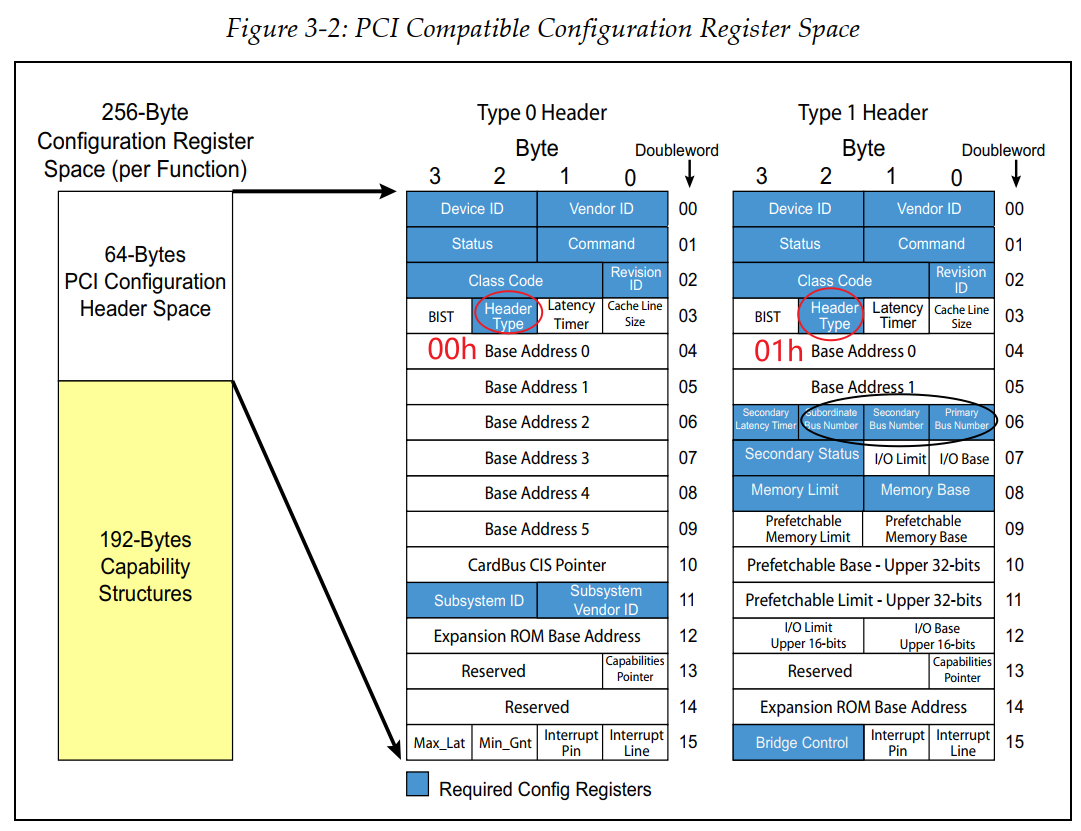 Figure 3-2: PCI Compatible Configuration Register Space
256-Byte
Configuration Register
Space (per Function)
64-Bytes
PCI Configuration
Header Space
192-Bytes
Capability
Structures
Type 0 Header
Byte
Doubleword
3 2 1 0
Device ID Vendor ID 00
Status Command 01
Class Code Revision ID 02
BIST Header Type Latency Timer Cache Line Size 03
00h Base Address 0 04
Base Address 1 05
Base Address 2 06
Base Address 3 07
Base Address 4 08
Base Address 5 09
CardBus CIS Pointer 10
Subsystem ID Subsystem Vendor ID 11
Expansion ROM Base Address 12
Reserved Capabilities Pointer 13
Reserved 14
Max_Lat Min_Gnt Interrupt Pin Interrupt Line 15
Required Config Registers
Type 1 Header
Byte
Doubleword
3 2 1 0
Device ID Vendor ID 00
Status Command 01
Class Code Revision ID 02
BIST Header Type Latency Timer Cache Line Size 03
01h Base Address 0 04
Base Address 1 05
Secondary Latency Timer Subordinate Bus Number Secondary Bus Number Primary Bus Number 06
Secondary Status I/O Limit I/O Base 07
Memory Limit Memory Base 08
Prefetchable Memory Limit Prefetchable Memory Base 09
Prefetchable Base - Upper 32-bits 10
Prefetchable Limit - Upper 32-bits 11
I/O Limit Upper 16-bits I/O Base Upper 16-bits 12
Reserved Capabilities Pointer 13
Expansion ROM Base Address 14
Bridge Control Interrupt Pin Interrupt Line 15